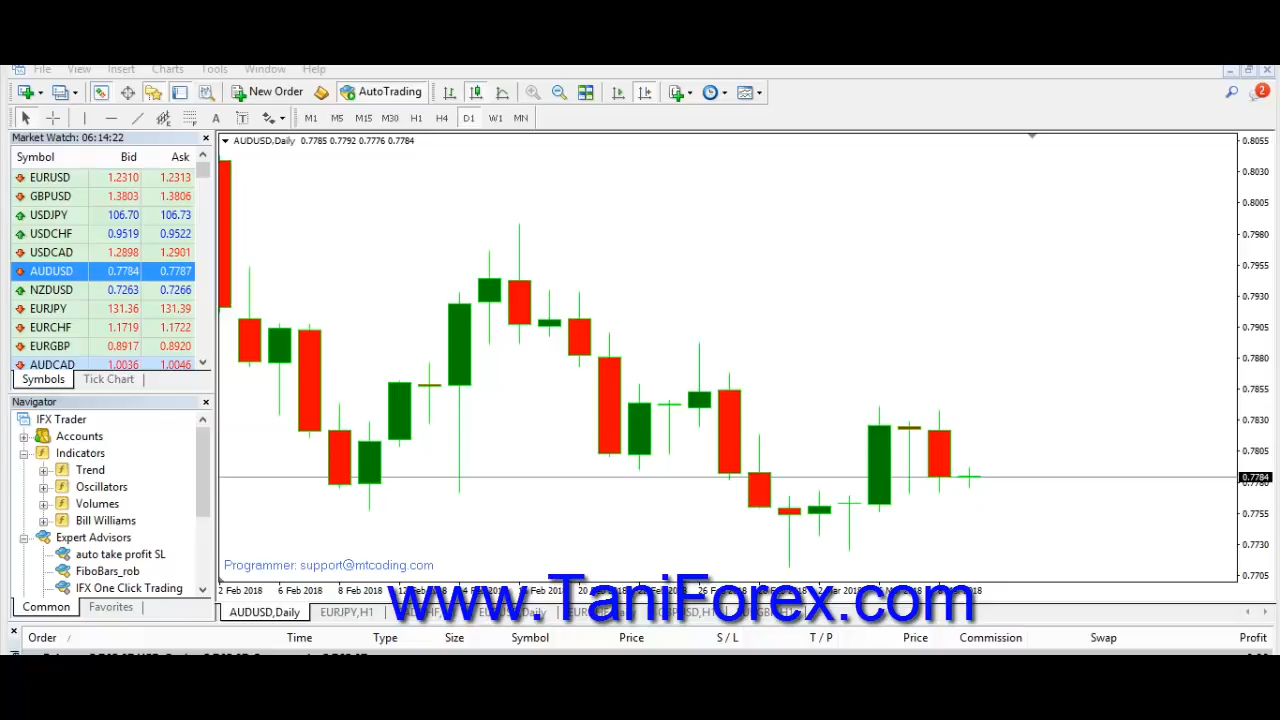 File View Insert Charts Tools Window Help
New Order AutoTrading 2
A T M1 M5 M15 M30 H1 H4 D1 W1 MN
Market Watch: 06:14:22
Symbol Bid Ask
EURUSD 1.2310 1.2313
GBPUSD 1.3803 1.3806
USDJPY 106.70 106.73
USDCHF 0.9519 0.9522
USDCAD 1.2898 1.2901
AUDUSD 0.7784 0.7787
NZDUSD 0.7263 0.7266
EURJPY 131.36 131.39
EURCHF 1.1719 1.1722
EURGBP 0.8917 0.8920
AUDCAD 1.0036 1.0046
Symbols Tick Chart
Navigator
IFX Trader
Accounts
Indicators
Trend
Oscillators
Volumes
Bill Williams
Expert Advisors
auto take profit SL
FiboBars_rob
IFX One Click Trading
Common Favorites
AUDUSD,Daily 0.7785 0.7792 0.7776 0.7784
0.8055
0.8030
0.8005
0.7980
0.7955
0.7930
0.7905
0.7880
0.7855
0.7830
0.7805
0.7784
0.7780
0.7755
0.7730
0.7705
Programmer: support@mtcoding.com
2 Feb 2018 6 Feb 2018 8 Feb 2018
www.TaniForex.com
AUDUSD,Daily EURJPY,H1
Order / Time Type Size Symbol Price S / L T / P Price Commission Swap Profit